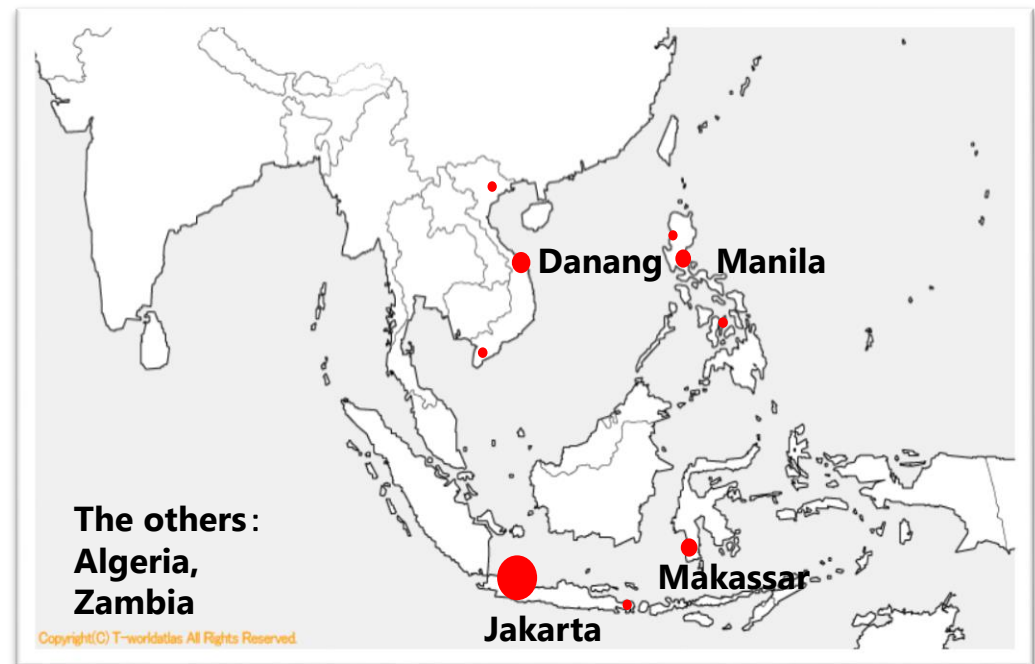 Danang
Manila
The others:
Algeria,
Zambia
Makassar
Jakarta
Copyright(C) T-worldatlas All Rights Reserved.